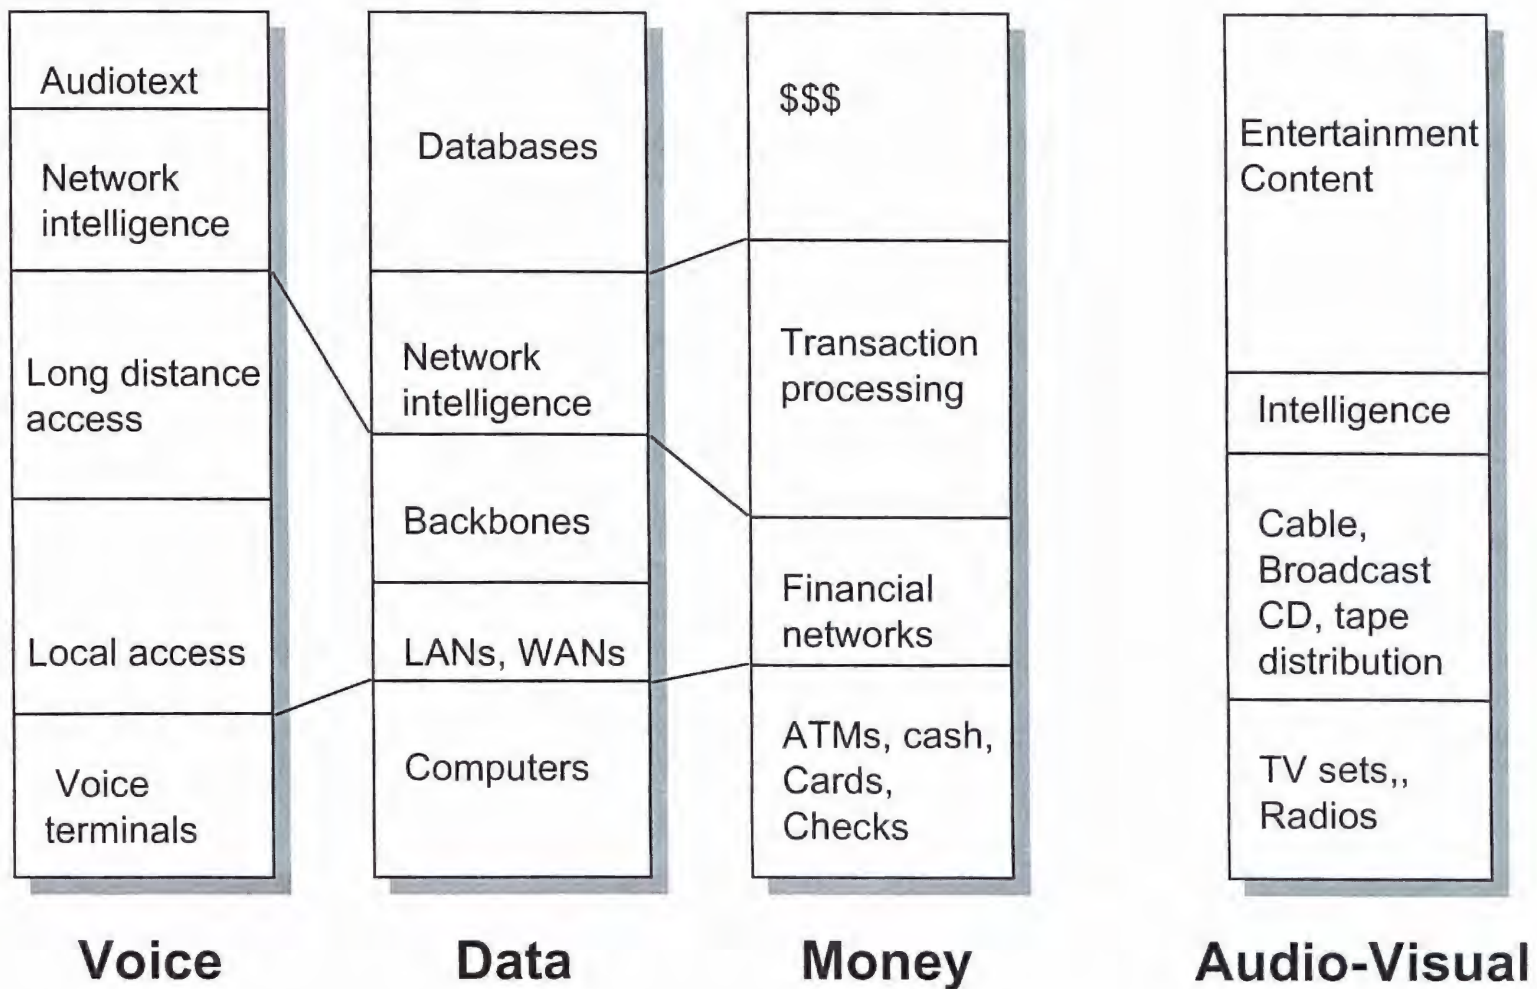 Audiotext
Network
intelligence
Long distance
access
Local access
Voice
terminals
Voice
Databases
Network
intelligence
Backbones
LANs, WANs
Computers
Data
$$$
Transaction
processing
Financial
networks
ATMs, cash,
Cards,
Checks
Money
Entertainment
Content
Intelligence
Cable,
Broadcast
CD, tape
distribution
TV sets,,
Radios
Audio-Visual